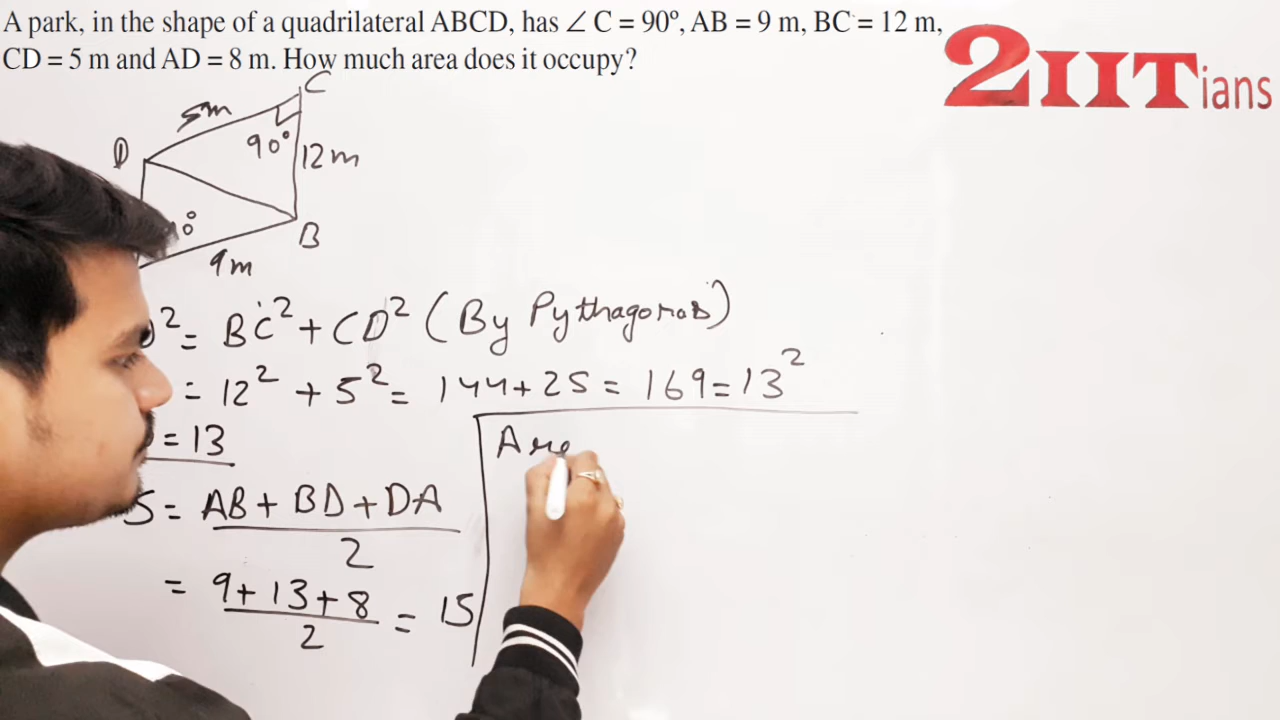 A park, in the shape of a quadrilateral ABCD, has ∠ C = 90º, AB = 9 m, BC = 12 m,
CD = 5 m and AD = 8 m. How much area does it occupy?
2IITians
C
5m
D
90°
12m
B
9m
² = BC² + CD² (By Pythagoras)
= 12² + 5² = 144 + 25 = 169 = 13²
= 13
S = AB + BD + DA
2
= 9 + 13 + 8
2
= 15
Are